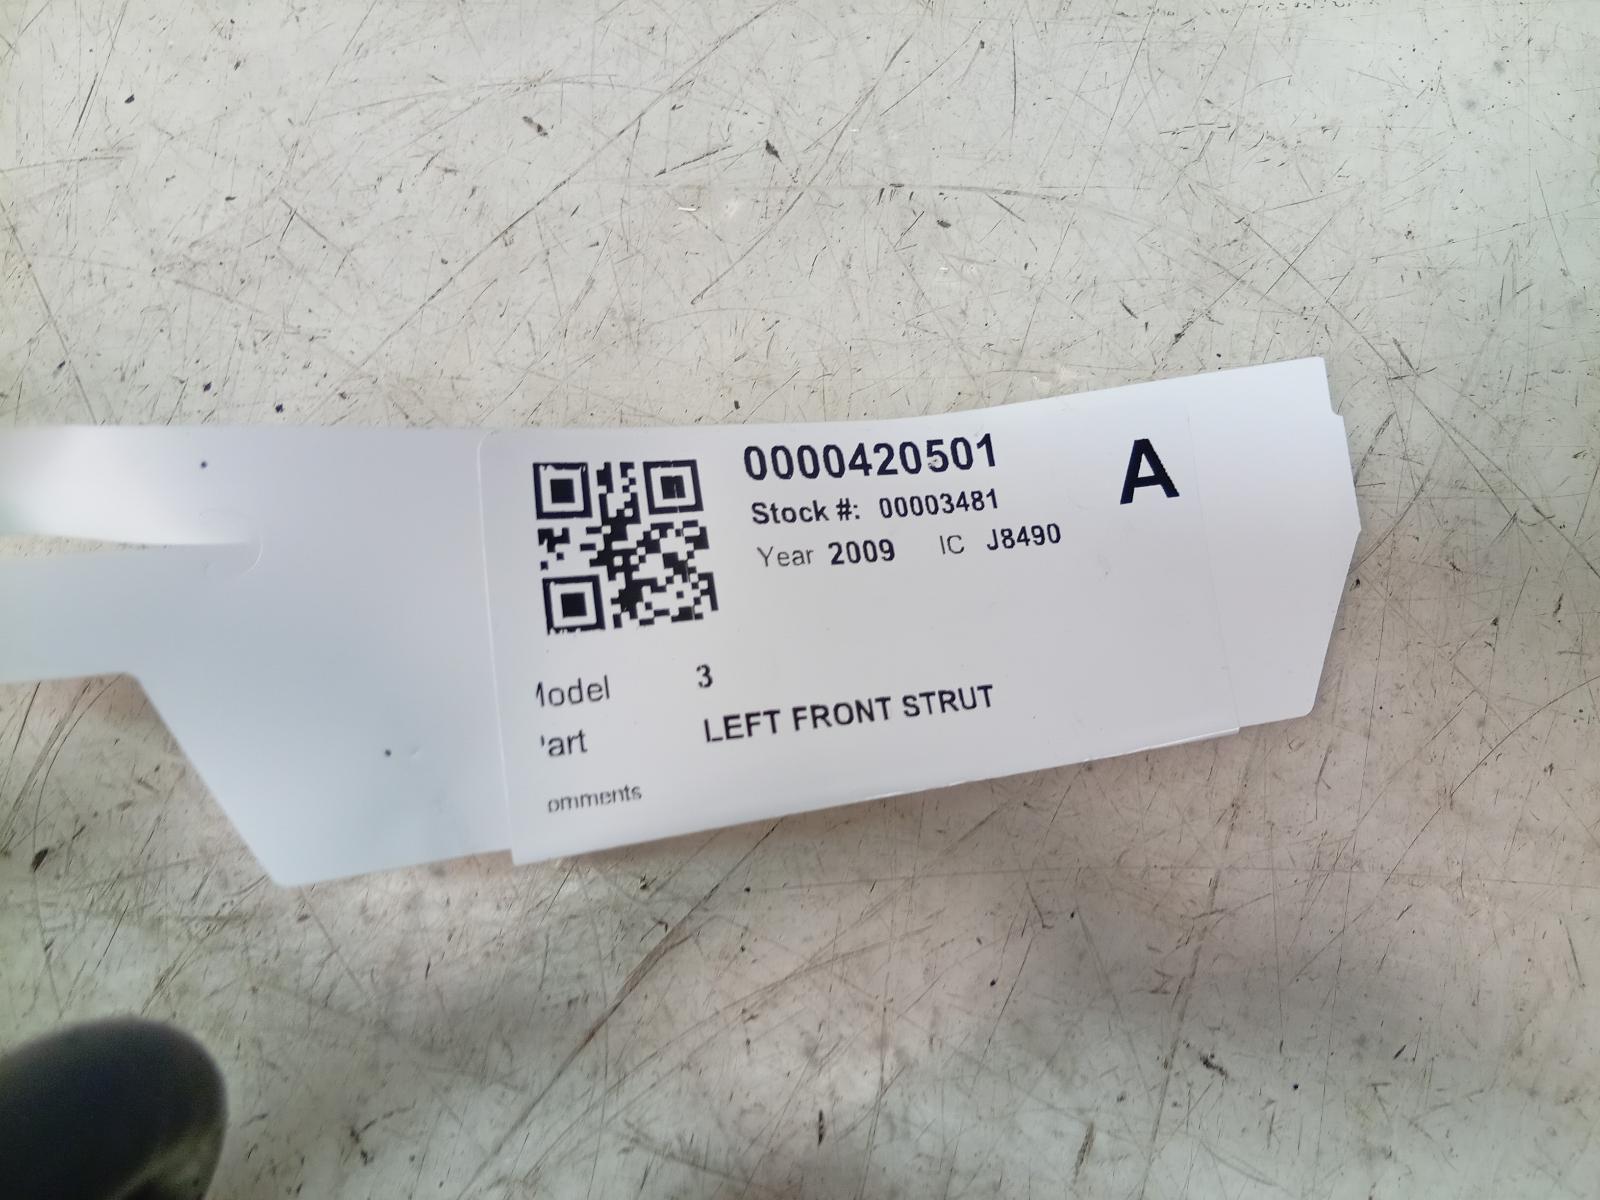 0000420501 A
Stock #: 00003481
Year 2009 IC J8490
Model 3
Part LEFT FRONT STRUT
omments